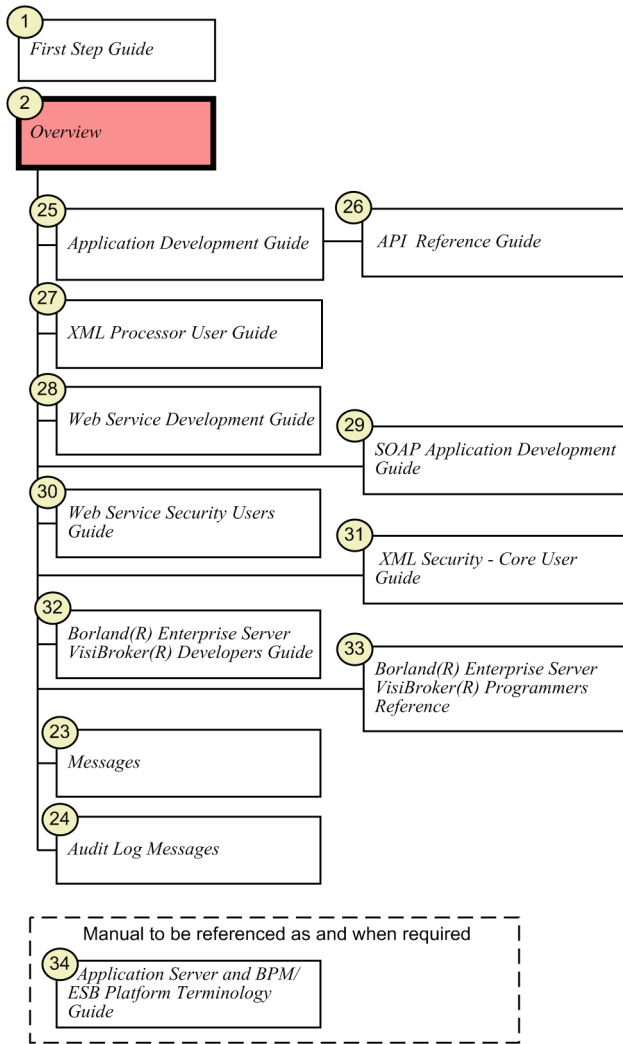 1
First Step Guide
2
Overview
25
Application Development Guide
26
API Reference Guide
27
XML Processor User Guide
28
Web Service Development Guide
29
SOAP Application Development
Guide
30
Web Service Security Users
Guide
31
XML Security - Core User
Guide
32
Borland(R) Enterprise Server
VisiBroker(R) Developers Guide
33
Borland(R) Enterprise Server
VisiBroker(R) Programmers
Reference
23
Messages
24
Audit Log Messages
Manual to be referenced as and when required
34
Application Server and BPM/
ESB Platform Terminology
Guide